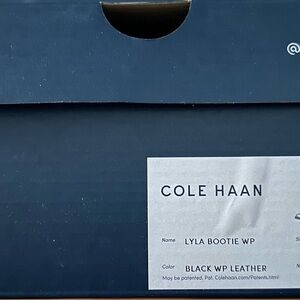 @
COLE HAAN
Name LYLA BOOTIE WP
Color BLACK WP LEATHER
May be patented, Pat. Colehaan.com/Patents.html